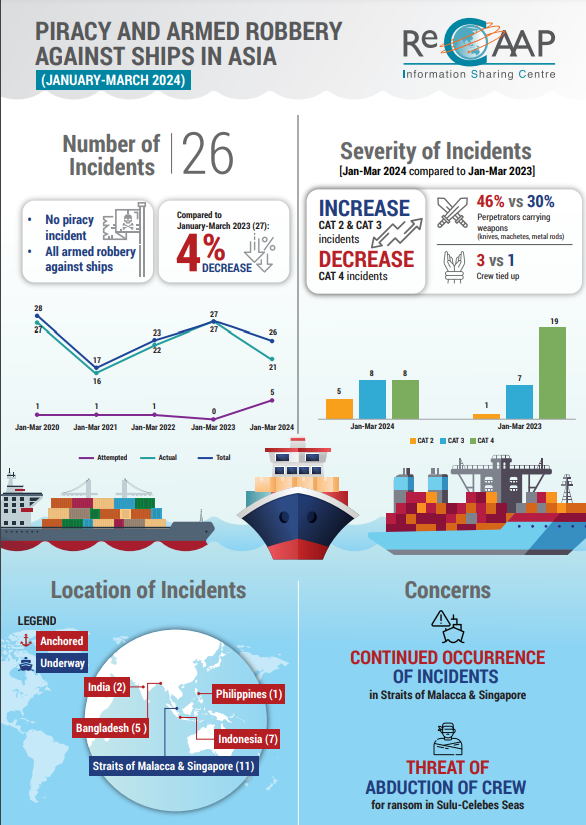 PIRACY AND ARMED ROBBERY
AGAINST SHIPS IN ASIA
(JANUARY-MARCH 2024)
ReCAAP
Information Sharing Centre
Number of
Incidents
26
• No piracy
incident
• All armed robbery
against ships
Compared to
January-March 2023 (27):
4%
DECREASE
28
27
17
16
23
22
27
27
26
21
1
1
1
0
5
Jan-Mar 2020
Jan-Mar 2021
Jan-Mar 2022
Jan-Mar 2023
Jan-Mar 2024
Attempted
Actual
Total
Severity of Incidents
[Jan-Mar 2024 compared to Jan-Mar 2023]
INCREASE
CAT 2 & CAT 3
incidents
DECREASE
CAT 4 incidents
46% vs 30%
Perpetrators carrying
weapons
(knives, machetes, metal rods)
3 vs 1
Crew tied up
5
8
8
1
7
19
Jan-Mar 2024
Jan-Mar 2023
CAT 2
CAT 3
CAT 4
Location of Incidents
LEGEND
Anchored
Underway
India (2)
Philippines (1)
Bangladesh (5 )
Indonesia (7)
Straits of Malacca & Singapore (11)
Concerns
CONTINUED OCCURRENCE
OF INCIDENTS
in Straits of Malacca & Singapore
THREAT OF
ABDUCTION OF CREW
for ransom in Sulu-Celebes Seas